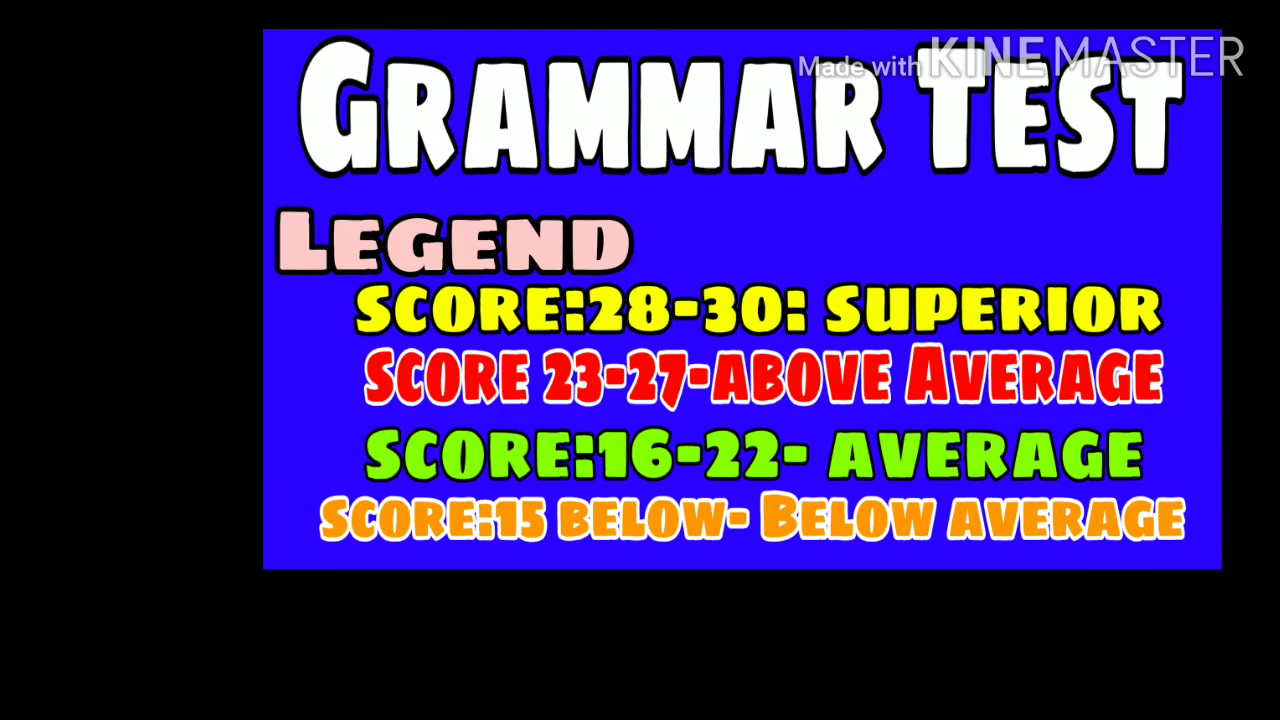 Made with KINEMASTER
GRAMMAR TEST
LEGEND
SCORE:28-30: SUPERIOR
SCORE 23-27-ABOVE AVERAGE
SCORE:16-22- AVERAGE
SCORE:15 BELOW- BELOW AVERAGE